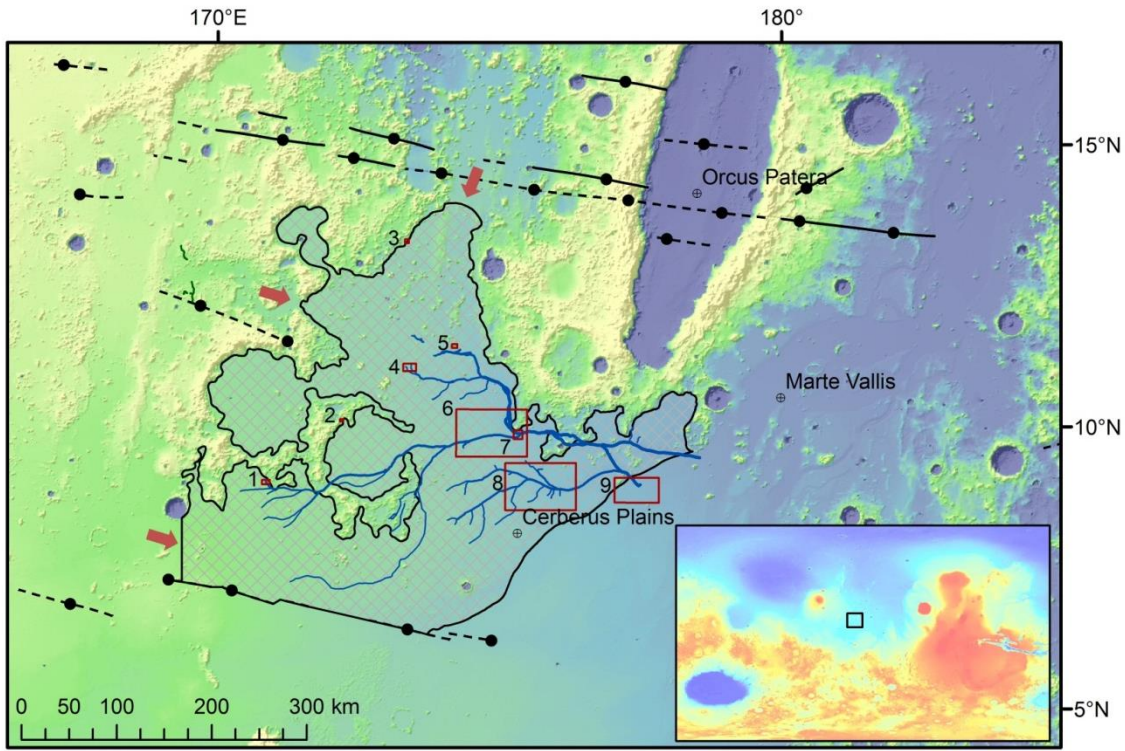 170°E
180°
15°N
Orcus Patera
3
5
4
Marte Vallis
6
10°N
2
7
1
8
9
Cerberus Plains
0 50 100 200 300 km
5°N